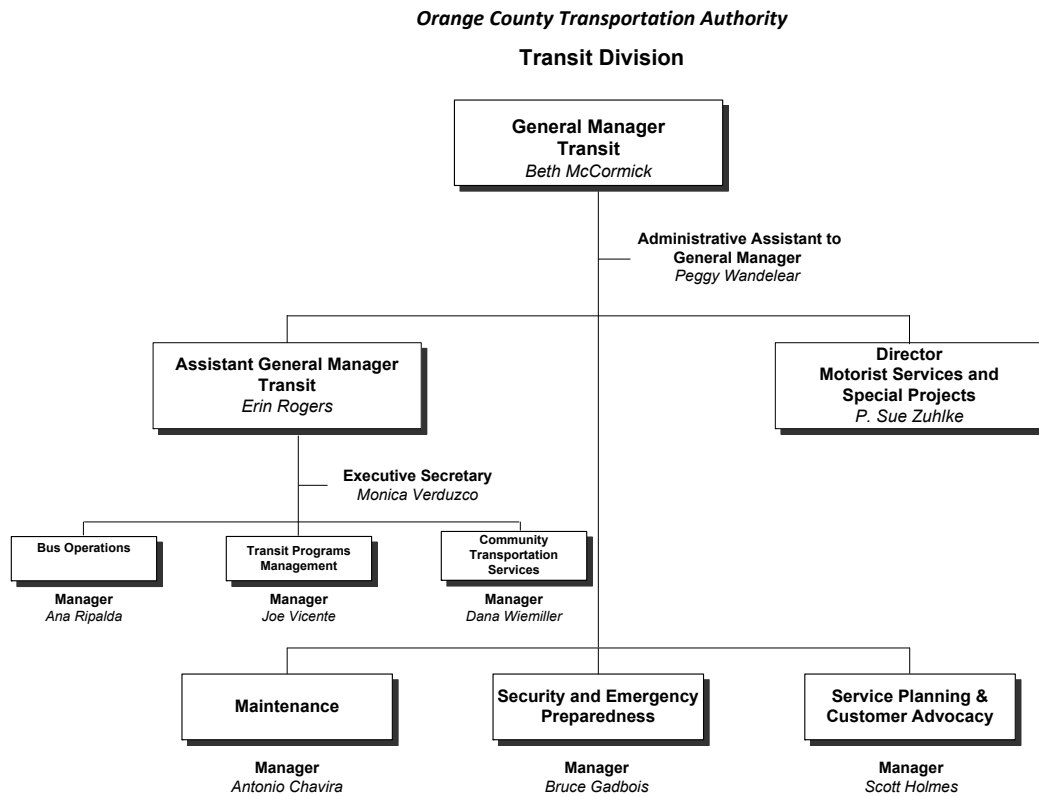 Orange County Transportation Authority
Transit Division
General Manager
Transit
Beth McCormick
Administrative Assistant to
General Manager
Peggy Wandelear
Assistant General Manager
Transit
Erin Rogers
Director
Motorist Services and
Special Projects
P. Sue Zuhlke
Executive Secretary
Monica Verduzco
Bus Operations
Manager
Ana Ripalda
Transit Programs
Management
Manager
Joe Vicente
Community
Transportation
Services
Manager
Dana Wiemiller
Maintenance
Manager
Antonio Chavira
Security and Emergency
Preparedness
Manager
Bruce Gadbois
Service Planning &
Customer Advocacy
Manager
Scott Holmes